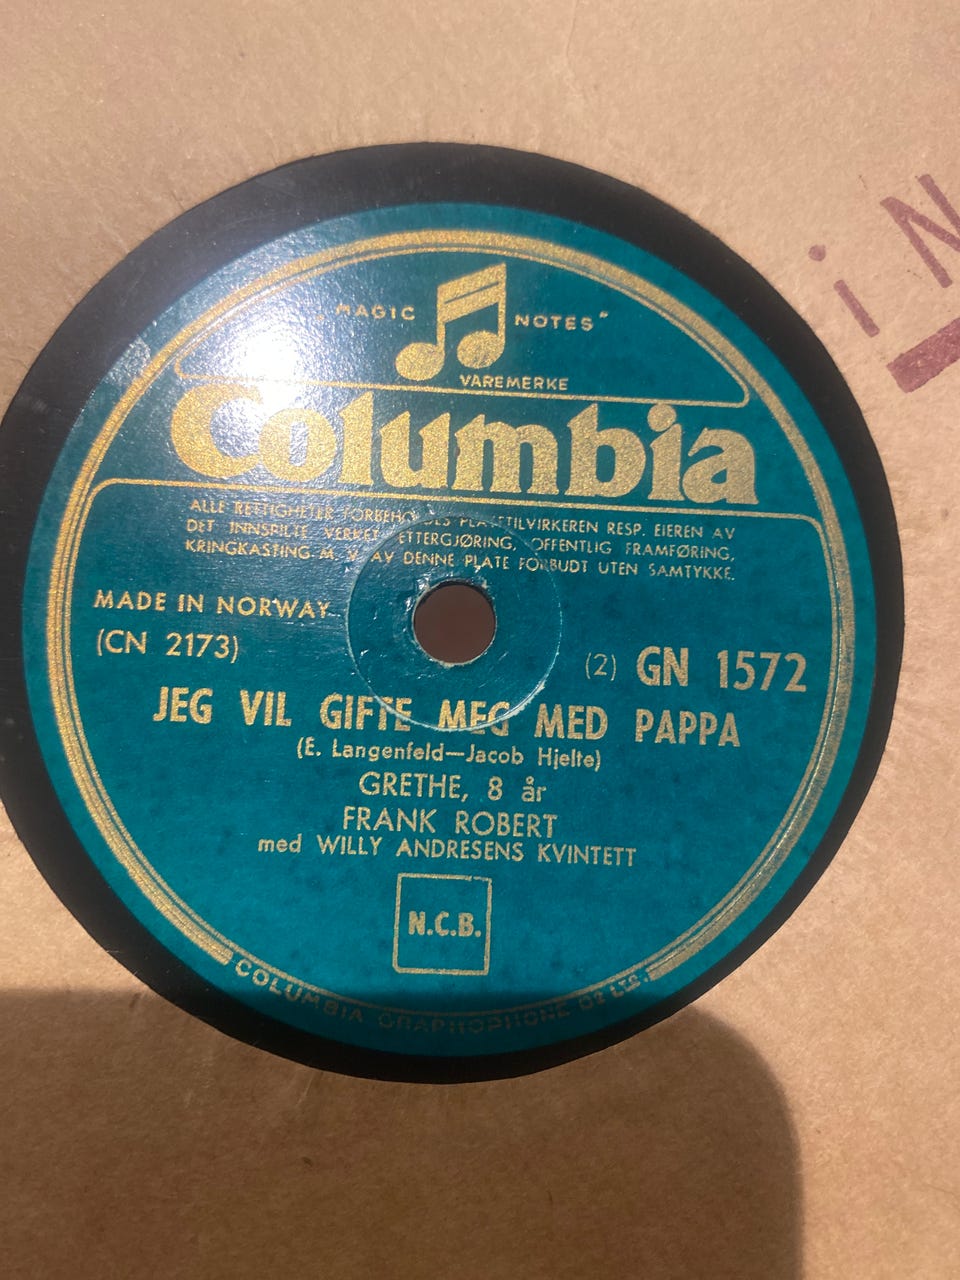 „MAGIC NOTES"
VAREMERKE
Columbia
ALLE RETTIGHETER FORBEHOLDES PLATETILVIRKEREN RESP. EIEREN AV
DET INNSPILTE VERKET. ETTERGJØRING, OFFENTLIG FRAMFØRING,
KRINGKASTING M. V. AV DENNE PLATE FORBUDT UTEN SAMTYKKE.
MADE IN NORWAY
(CN 2173)
(2) GN 1572
JEG VIL GIFTE MEG MED PAPPA
(E. Langenfeld—Jacob Hjelte)
GRETHE, 8 år
FRANK ROBERT
med WILLY ANDRESENS KVINTETT
N.C.B.
COLUMBIA GRAPHOPHONE CO LTD.